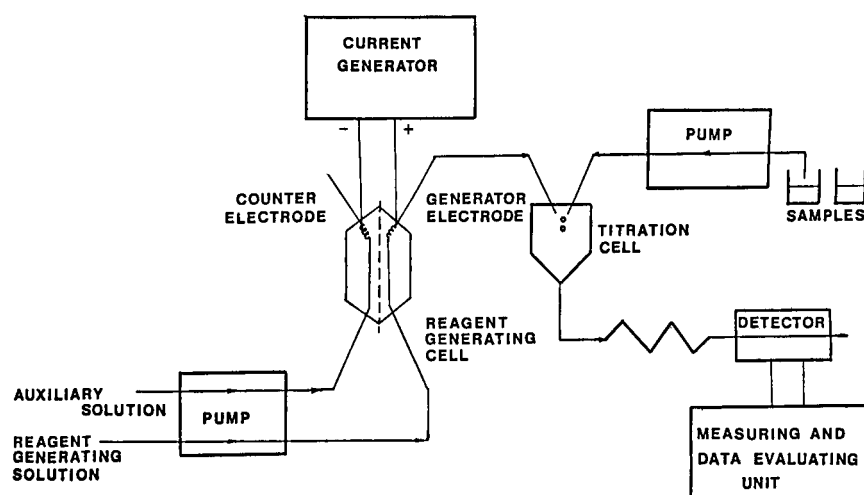 CURRENT
GENERATOR
−
+
PUMP
COUNTER
ELECTRODE
GENERATOR
ELECTRODE
TITRATION
CELL
SAMPLES
REAGENT
GENERATING
CELL
DETECTOR
AUXILIARY
SOLUTION
PUMP
REAGENT
GENERATING
SOLUTION
MEASURING AND
DATA EVALUATING
UNIT